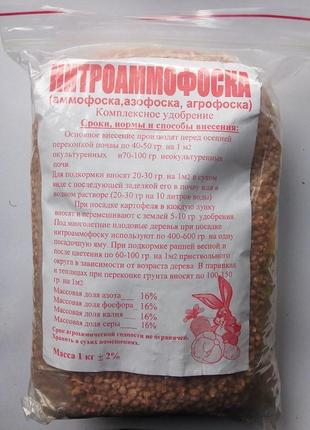 НИТРОАММОФОСКА
(аммофоска,азофоска, агрофоска)
Комплексное удобрение
Сроки, нормы и способы внесения:
Основное внесение производят перед осенней
перекопкой почвы по 40-50 гр. на 1 м2
окультуренных и70-100 гр. неокультуренных
почв.
Для подкормки вносят 20-30 гр на 1м2 в сухом
виде с последующей заделкой его в почву или в
водном растворе (20-30 гр на 10 литров воды)
При посадке картофеля в каждую лунку
вносят и перемешивают с землей 5-10 гр. удобрения.
Под многолетние плодовые деревья при посадке
нитроаммофоску используют по 400-600 гр. на одну
посадочную яму. При подкормке ранней весной и
после цветения по 60-100 гр. на 1м2 приствольного
округа в зависимости от возраста дерева. В парниках
и теплицах при перекопке грунта вносят по 100-150
гр. на 1м2.
Массовая доля азота____ 16%
Массовая доля фосфора 16%
Массовая доля калия ___ 16%
Массовая доля серы____ 16%
Срок агрохимической годности не ограничен.
Хранить в сухих помещениях.
Масса 1 кг ± 2%